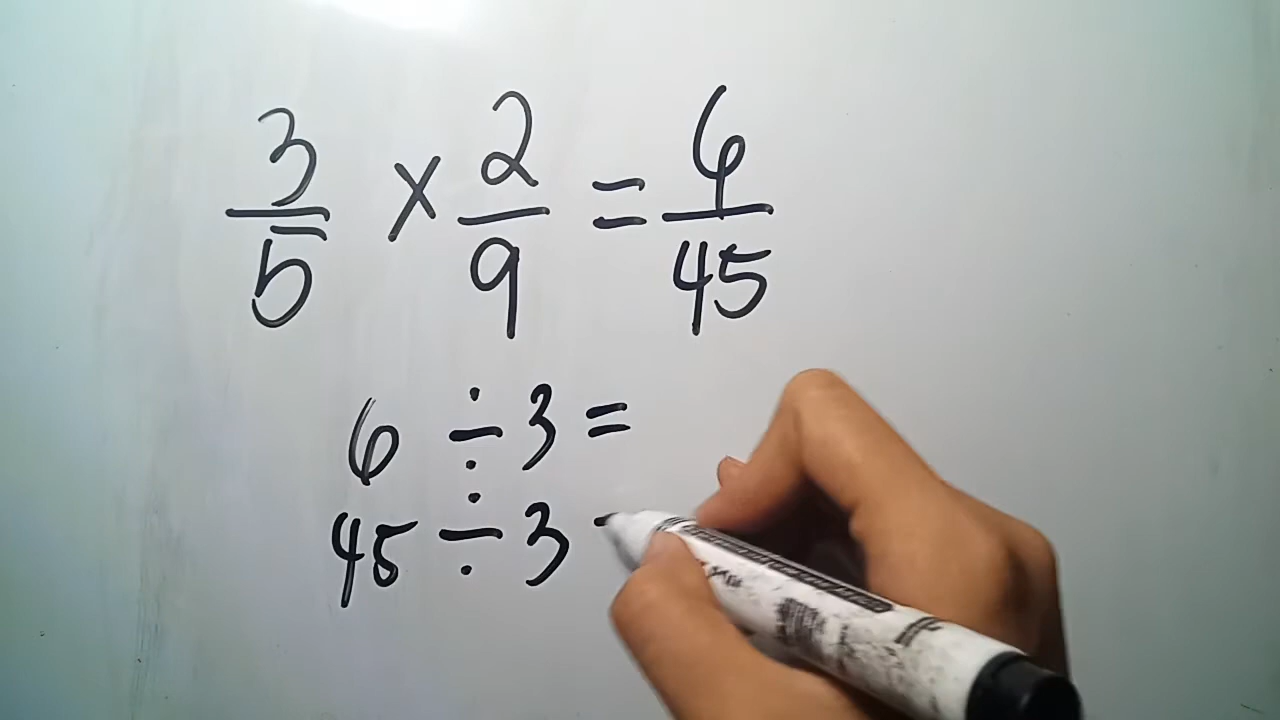 3/5 × 2/9 = 6/45
6 ÷ 3 =
45 ÷ 3